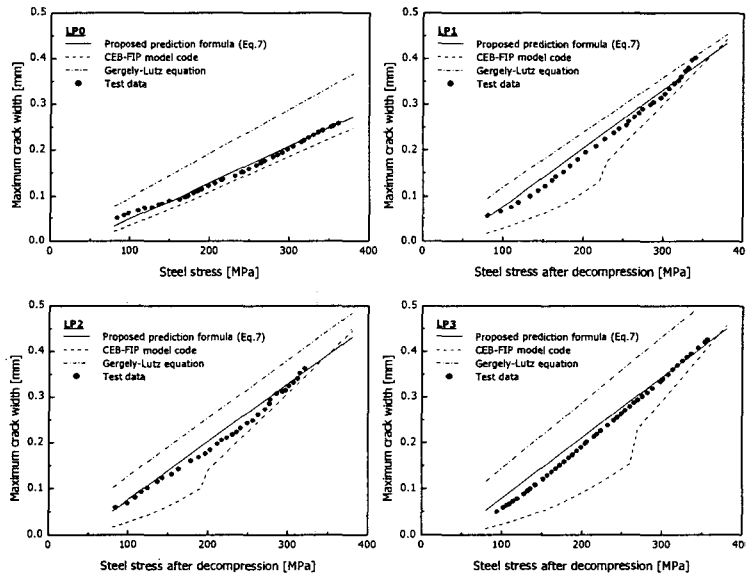 LP0
Proposed prediction formula (Eq.7)
CEB-FIP model code
Gergely-Lutz equation
Test data
Maximum crack width [mm]
0.5
0.4
0.3
0.2
0.1
0.0
0 100 200 300 400
Steel stress [MPa]
LP1
Proposed prediction formula (Eq.7)
CEB-FIP model code
Gergely-Lutz equation
Test data
Maximum crack width [mm]
0.5
0.4
0.3
0.2
0.1
0.0
0 100 200 300 40
Steel stress after decompression [MPa]
LP2
Proposed prediction formula (Eq.7)
CEB-FIP model code
Gergely-Lutz equation
Test data
Maximum crack width [mm]
0.5
0.4
0.3
0.2
0.1
0.0
0 100 200 300 400
Steel stress after decompression [MPa]
LP3
Proposed prediction formula (Eq.7)
CEB-FIP model code
Gergely-Lutz equation
Test data
Maximum crack width [mm]
0.5
0.4
0.3
0.2
0.1
0.0
0 100 200 300 40
Steel stress after decompression [MPa]